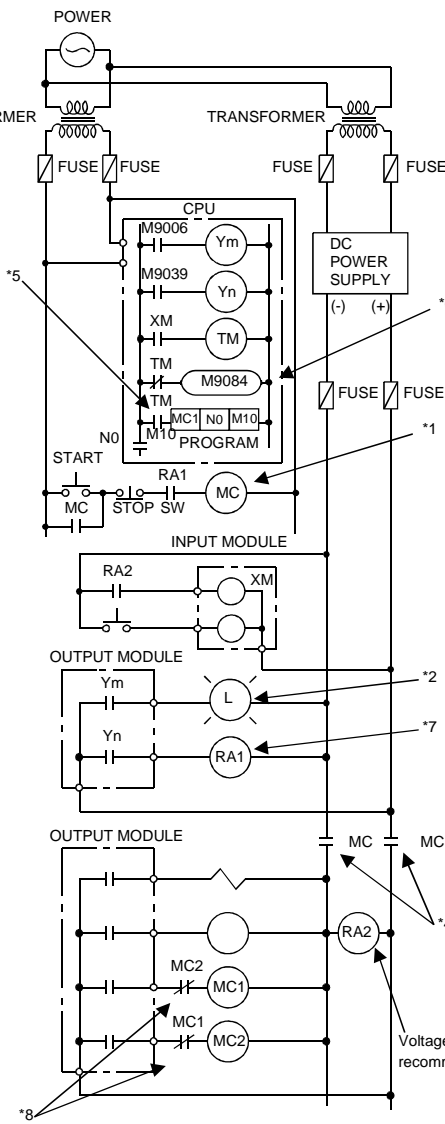 POWER
RMER
TRANSFORMER
FUSE
FUSE
FUSE
FUSE
CPU
M9006
Ym
DC
POWER
SUPPLY
M9039
Yn
*5
(-)
(+)
*
XM
TM
TM
M9084
FUSE
FUSE
TM
MC1
N0
M10
N0
M10
PROGRAM
*1
START
RA1
MC
MC
STOP
SW
INPUT MODULE
RA2
XM
OUTPUT MODULE
Ym
L
*2
Yn
RA1
*7
OUTPUT MODULE
MC
MC
RA2
MC2
MC1
MC1
MC2
Voltage
*8